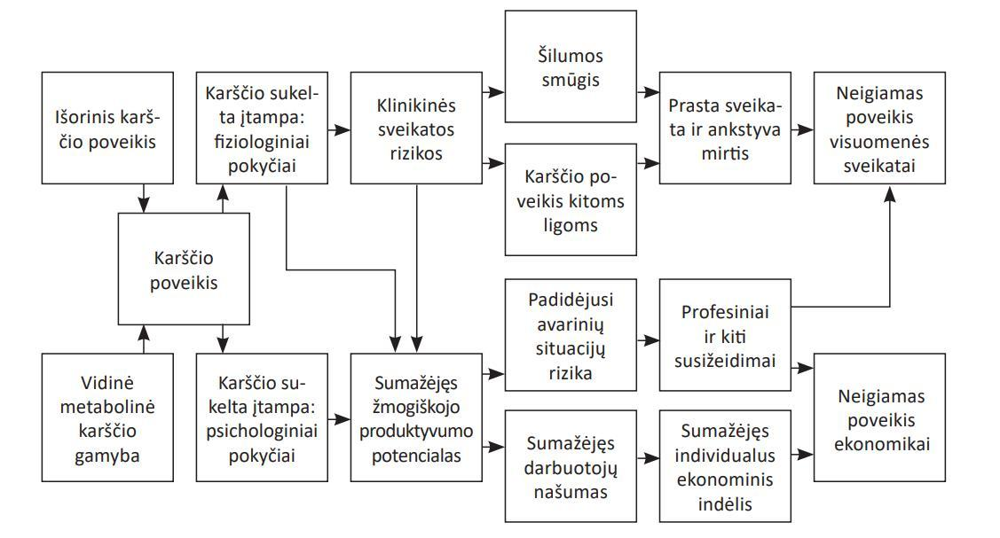 Išorinis karš-
čio poveikis
Karščio sukel-
ta įtampa:
fiziologiniai
pokyčiai
Klinikinės
sveikatos
rizikos
Šilumos
smūgis
Karščio po-
veikis kitoms
ligoms
Prasta sveika-
ta ir ankstyva
mirtis
Neigiamas
poveikis
visuomenės
sveikatai
Karščio
poveikis
Vidinė
metabolinė
karščio
gamyba
Karščio su-
kelta įtampa:
psichologiniai
pokyčiai
Sumažėjęs
žmogiškojo
produktyvumo
potencialas
Padidėjusi
avarinių
situacijų
rizika
Profesiniai
ir kiti
susižeidimai
Sumažėjęs
darbuotojų
našumas
Sumažėjęs
individualus
ekonominis
indėlis
Neigiamas
poveikis
ekonomikai